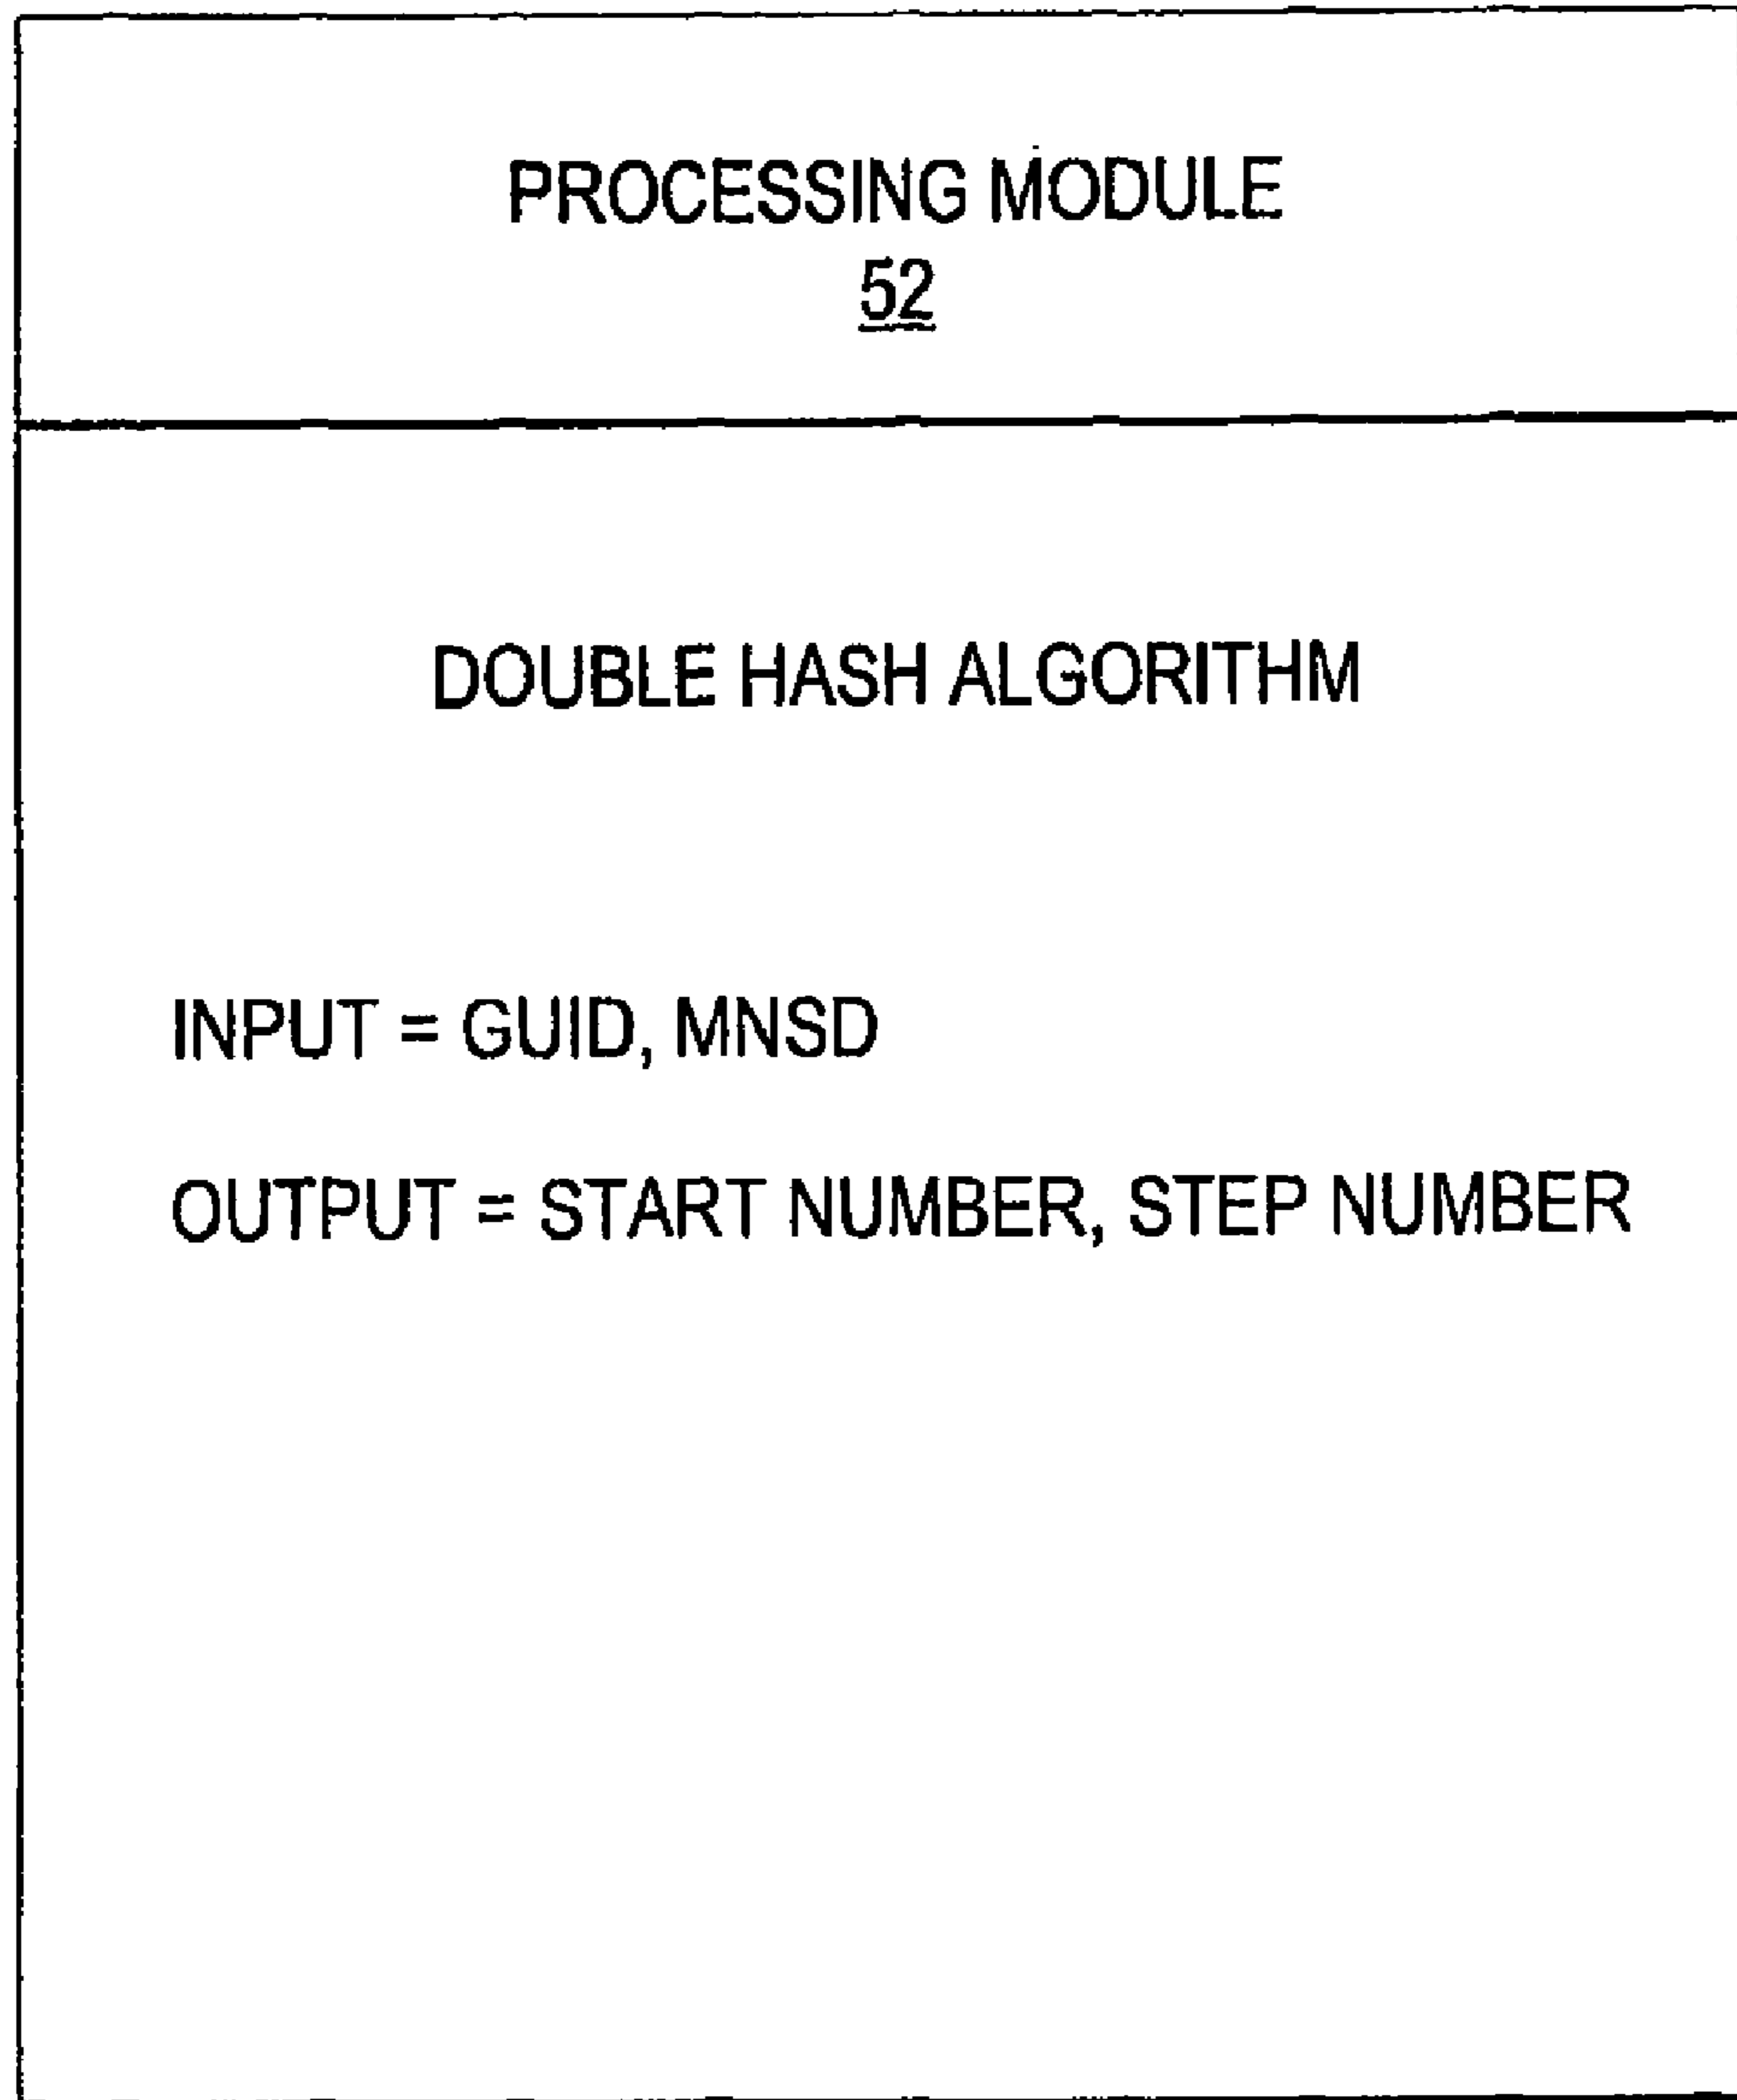 PROCESSING MODULE
52
DOUBLE HASH ALGORITHM
INPUT = GUID, MNSD
OUTPUT = START NUMBER, STEP NUMBER